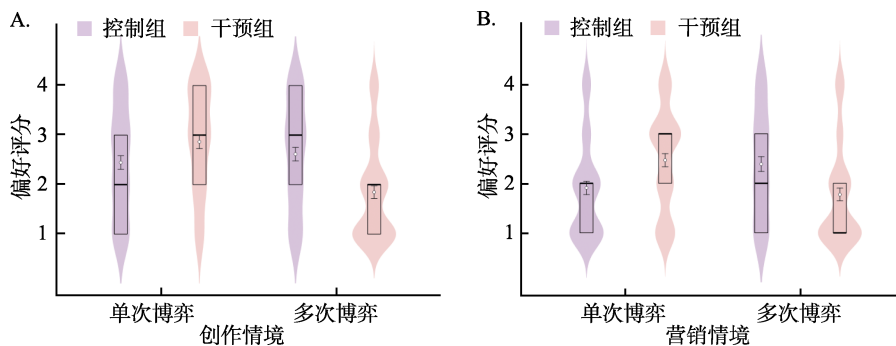 A.
控制组 干预组
偏好评分
4
3
2
1
单次博弈 多次博弈
创作情境
B.
控制组 干预组
偏好评分
4
3
2
1
单次博弈 多次博弈
营销情境